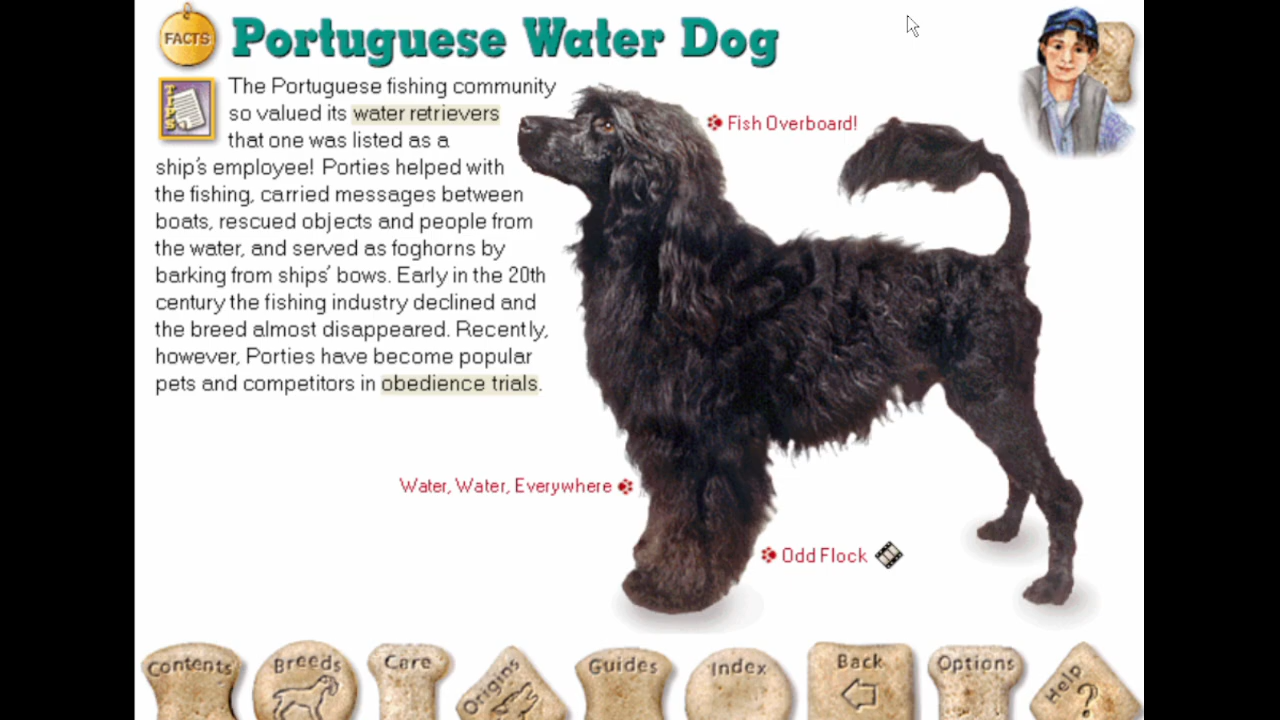 FACTS
Portuguese Water Dog
TIPS
The Portuguese fishing community
so valued its water retrievers
that one was listed as a
ship's employee! Porties helped with
the fishing, carried messages between
boats, rescued objects and people from
the water, and served as foghorns by
barking from ships' bows. Early in the 20th
century the fishing industry declined and
the breed almost disappeared. Recently,
however, Porties have become popular
pets and competitors in obedience trials.
Fish Overboard!
Water, Water, Everywhere
Odd Flock
Contents
Breeds
Care
Origins
Guides
Index
Back
Options
Help
?